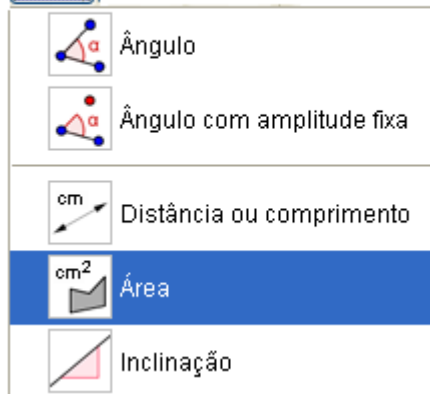 α Ângulo
α Ângulo com amplitude fixa
cm Distância ou comprimento
cm² Área
Inclinação